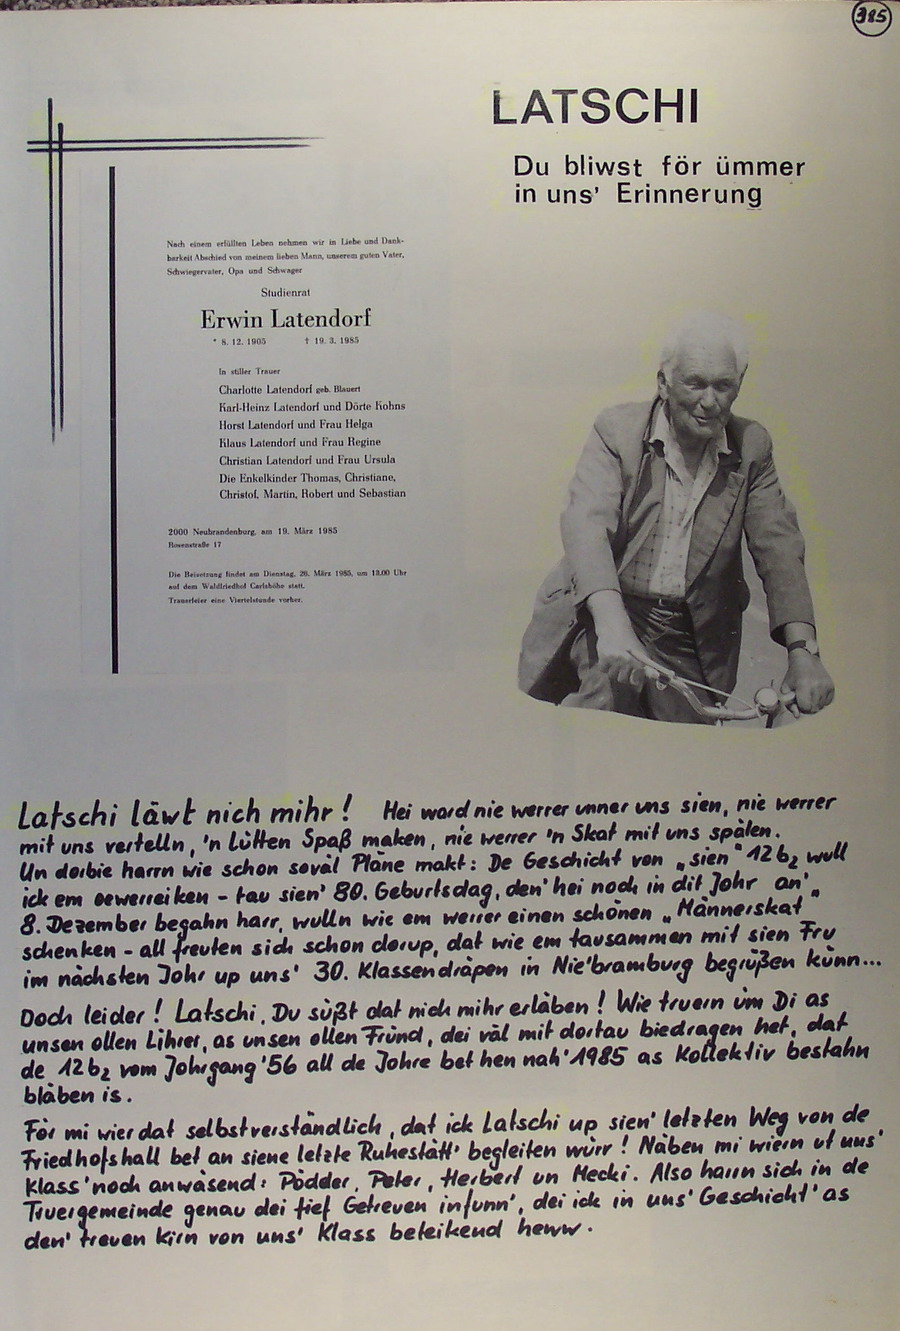 385
LATSCHI
Du bliwst för ümmer
in uns' Erinnerung
Nach einem erfüllten Leben nehmen wir in Liebe und Dank-
barkeit Abschied von meinem lieben Mann, unserem guten Vater,
Schwiegervater, Opa und Schwager
Studienrat
Erwin Latendorf
* 8. 12. 1905 † 19. 3. 1985
In stiller Trauer
Charlotte Latendorf geb. Blauert
Karl-Heinz Latendorf und Dörte Kohns
Horst Latendorf und Frau Helga
Klaus Latendorf und Frau Regine
Christian Latendorf und Frau Ursula
Die Enkelkinder Thomas, Christiane,
Christof, Martin, Robert und Sebastian
2000 Neubrandenburg, am 19. März 1985
Rosenstraße 17
Die Beisetzung findet am Dienstag, 26. März 1985, um 13.00 Uhr
auf dem Waldfriedhof Carlshöhe statt.
Trauerfeier eine Viertelstunde vorher.
Latschi läwt nich mihr! Hei ward nie werrer unner uns sien, nie werrer
mit uns vertelln, 'n Lütten Spaß maken, nie werrer 'n Skat mit uns spälen.
Un dorbie harrn wie schon soväl Pläne makt: De Geschicht von „sien" 12 b2 wull
ick em oewerreiken - tau sien' 80. Geburtsdag, den' hei noch in dit Johr an'
8. Dezember begahn harr, wulln wie em werrer einen schönen „Männerskat"
schenken - all freuten sich schon dorup, dat wie em tausammen mit sien Fru
im nächsten Johr up uns' 30. Klassendräpen in Nie'bramburg begrüßen künn...
Doch leider! Latschi, Du süßt dat nich mihr erläben! Wie truern üm Di as
unsen ollen Lihrer, as unsen ollen Fründ, dei väl mit dortau biedragen het, dat
de 12 b2 vom Johrgang '56 all de Johre bet hen nah' 1985 as Kollektiv bestahn
bläben is.
För mi wier dat selbstverständlich, dat ick Latschi up sien' letzten Weg von de
Friedhofshall bet an siene letzte Ruhestätt' begleiten würr! Näben mi wiern ut uns'
Klass' noch anwäsend: Pödder, Peter, Herbert un Mecki. Also harrn sich in de
Truergemeinde genau dei fief Getreuen infunn', dei ick in uns' Geschicht' as
den' treuen Kirn von uns' Klass beteikend heww.